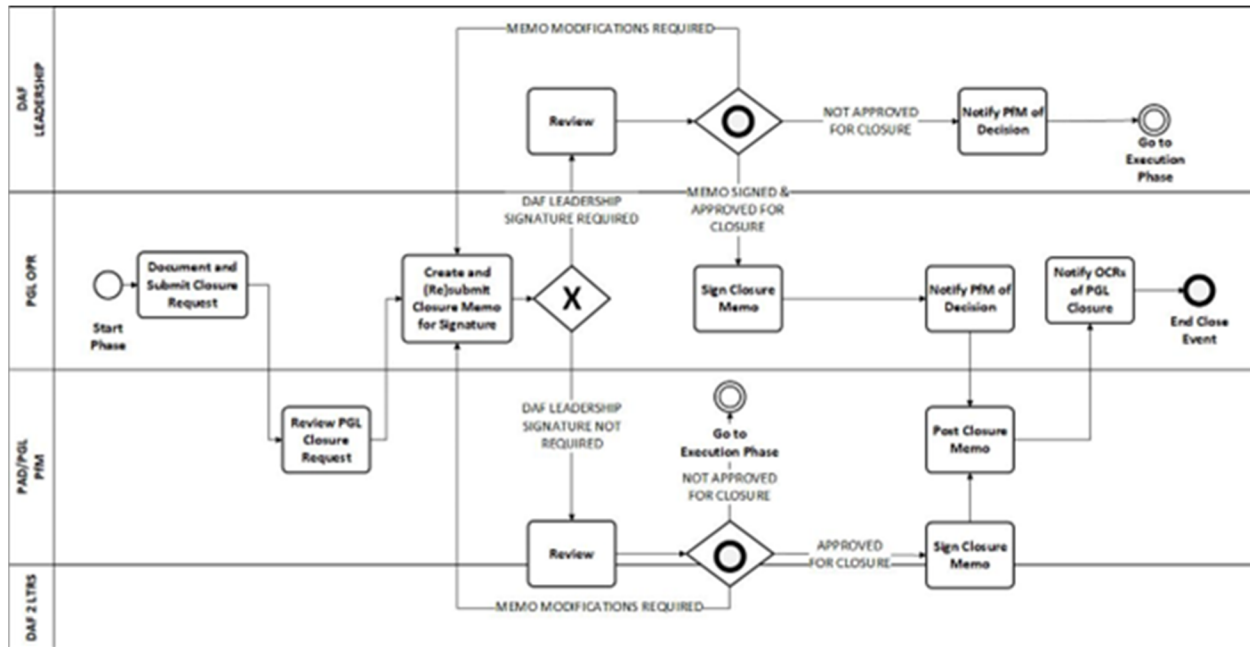 DAF
LEADERSHIP
MEMO MODIFICATIONS REQUIRED
Review
NOT APPROVED
FOR CLOSURE
Notify PfM of
Decision
Go to
Execution
Phase
DAF LEADERSHIP
SIGNATURE REQUIRED
MEMO SIGNED &
APPROVED FOR
CLOSURE
PGL OPR
Start
Phase
Document and
Submit Closure
Request
Create and
(Re)submit
Closure Memo
for Signature
X
Sign Closure
Memo
Notify PfM of
Decision
Notify OCRs
of PGL
Closure
End Close
Event
PAD/PGL
PfM
Review PGL
Closure
Request
DAF LEADERSHIP
SIGNATURE NOT
REQUIRED
Go to
Execution Phase
NOT APPROVED
FOR CLOSURE
Post Closure
Memo
Review
APPROVED
FOR CLOSURE
Sign Closure
Memo
DAF 2 LTRS
MEMO MODIFICATIONS REQUIRED